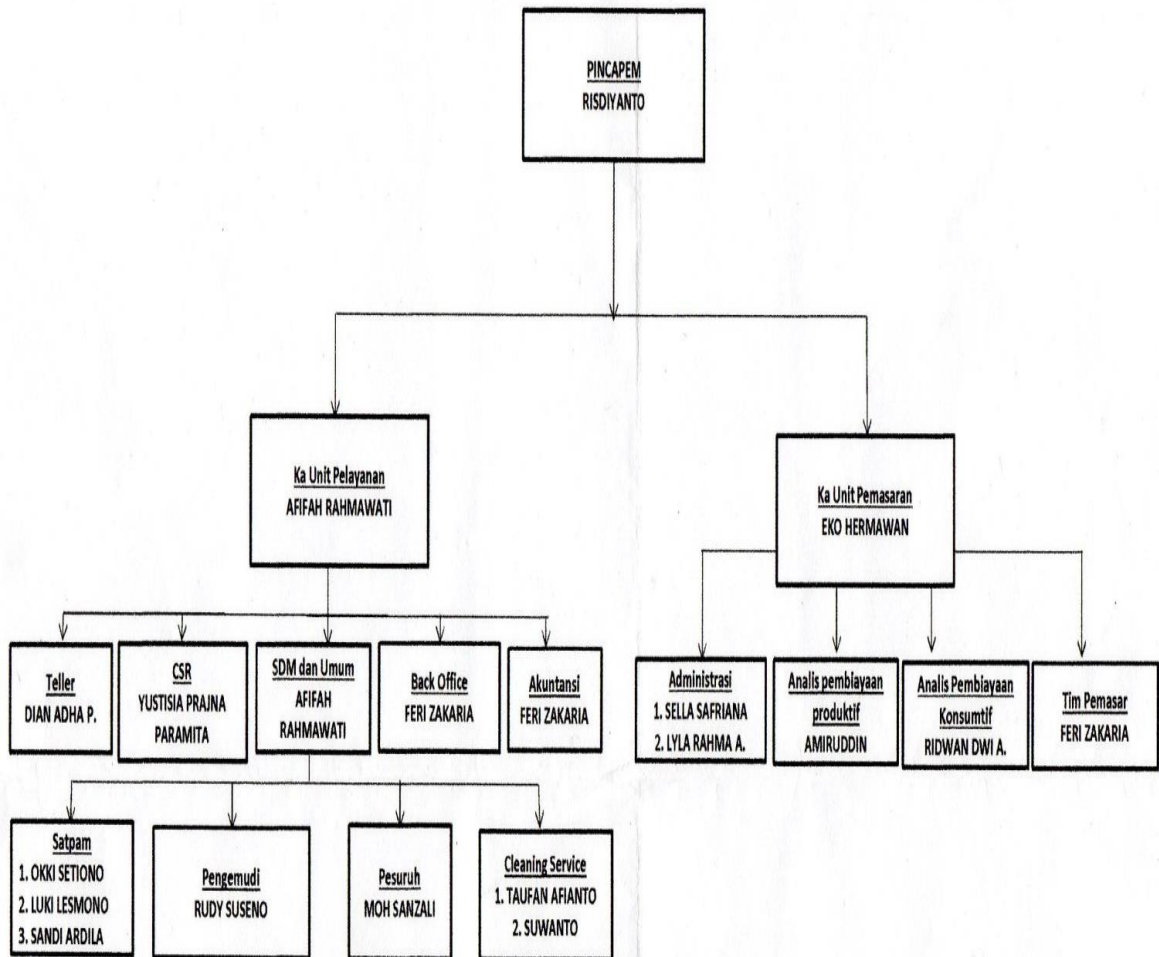 PINCAPEM
RISDIYANTO
Ka Unit Pelayanan
AFIFAH RAHMAWATI
Ka Unit Pemasaran
EKO HERMAWAN
Teller
DIAN ADHA P.
CSR
YUSTISIA PRAJNA
PARAMITA
SDM dan Umum
AFIFAH
RAHMAWATI
Back Office
FERI ZAKARIA
Akuntansi
FERI ZAKARIA
Administrasi
1. SELLA SAFRIANA
2. LYLA RAHMA A.
Analis pembiayaan
produktif
AMIRUDDIN
Analis Pembiayaan
Konsumtif
RIDWAN DWI A.
Tim Pemasar
FERI ZAKARIA
Satpam
1. OKKI SETIONO
2. LUKI LESMONO
3. SANDI ARDILA
Pengemudi
RUDY SUSENO
Pesuruh
MOH SANZALI
Cleaning Service
1. TAUFAN AFIANTO
2. SUWANTO